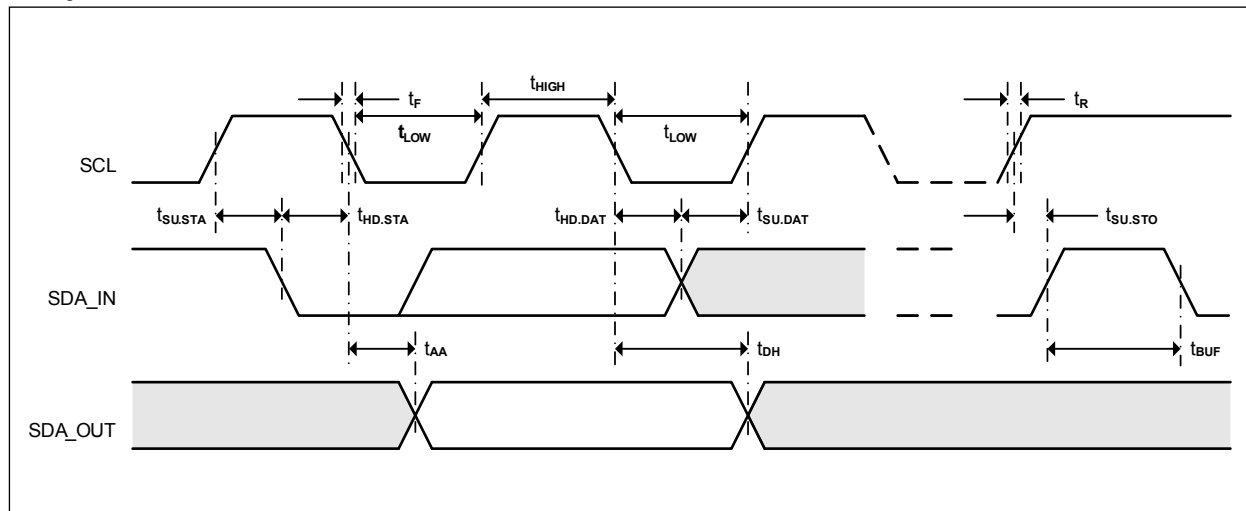 tF
tHIGH
tR
tLOW
tLOW
SCL
tSU.STA
tHD.STA
tHD.DAT
tSU.DAT
tSU.STO
SDA_IN
tAA
tDH
tBUF
SDA_OUT